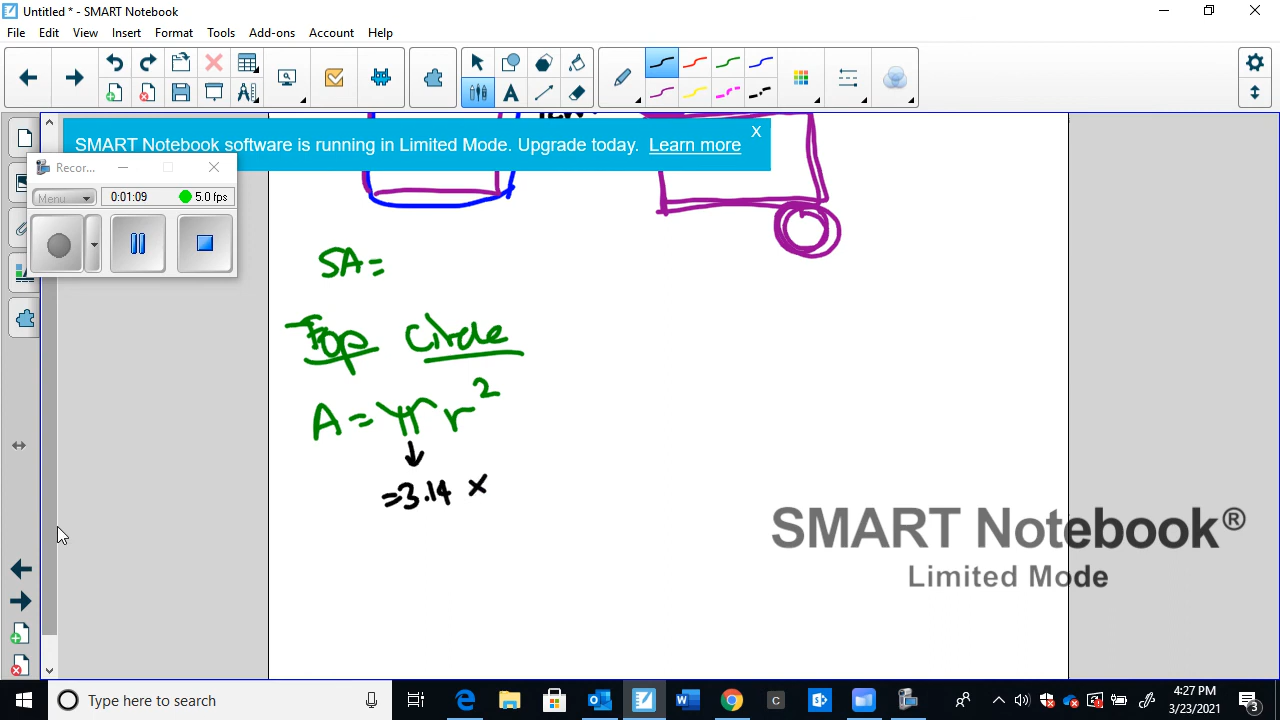 Untitled * - SMART Notebook
File Edit View Insert Format Tools Add-ons Account Help
SMART Notebook software is running in Limited Mode. Upgrade today. Learn more X
Recor...
Menu 0:01:09 5.0 fps
SA=
Top Circle
A = πr²
=3.14 ×
SMART Notebook®
Limited Mode
Type here to search
4:27 PM
3/23/2021
3